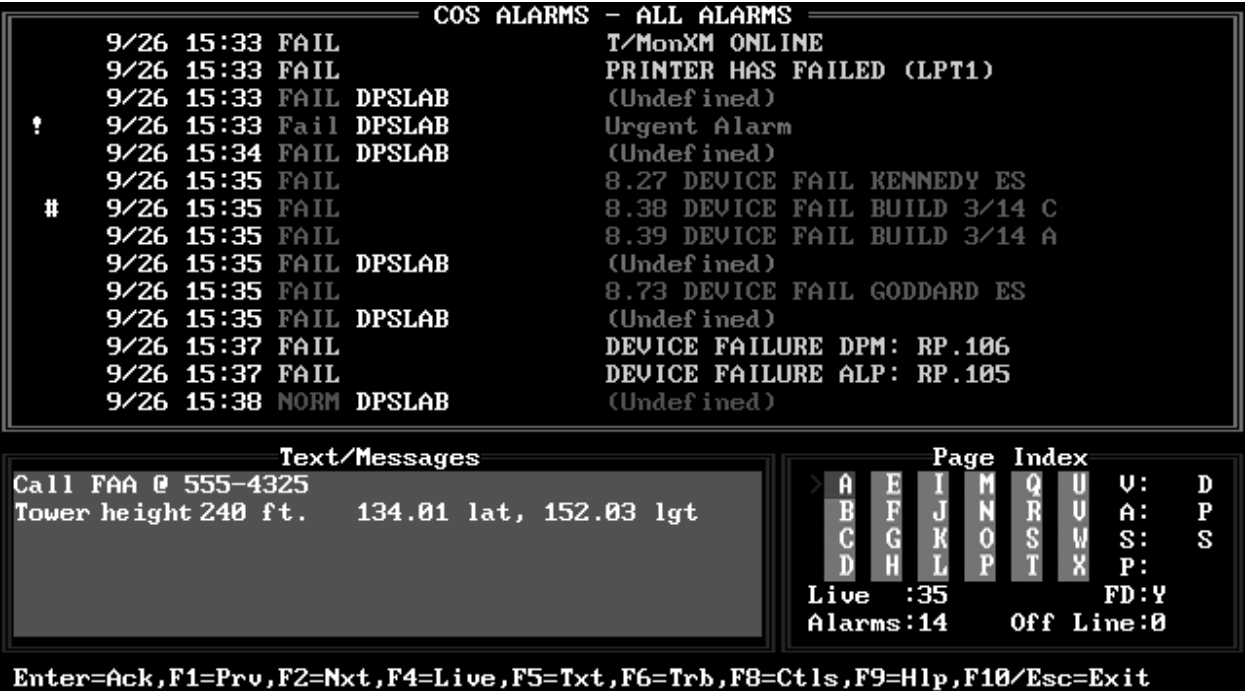 COS ALARMS - ALL ALARMS
9/26 15:33 FAIL T/MonXM ONLINE
9/26 15:33 FAIL PRINTER HAS FAILED (LPT1)
9/26 15:33 FAIL DPSLAB (Undefined)
! 9/26 15:33 Fail DPSLAB Urgent Alarm
9/26 15:34 FAIL DPSLAB (Undefined)
9/26 15:35 FAIL 8.27 DEVICE FAIL KENNEDY ES
# 9/26 15:35 FAIL 8.38 DEVICE FAIL BUILD 3/14 C
9/26 15:35 FAIL 8.39 DEVICE FAIL BUILD 3/14 A
9/26 15:35 FAIL DPSLAB (Undefined)
9/26 15:35 FAIL 8.73 DEVICE FAIL GODDARD ES
9/26 15:35 FAIL DPSLAB (Undefined)
9/26 15:37 FAIL DEVICE FAILURE DPM: RP.106
9/26 15:37 FAIL DEVICE FAILURE ALP: RP.105
9/26 15:38 NORM DPSLAB (Undefined)
Text/Messages
Call FAA @ 555-4325
Tower height 240 ft. 134.01 lat, 152.03 lgt
Page Index
> A E I M Q U V: D
B F J N R V A: P
C G K O S W S: S
D H L P T X P:
Live :35 FD:Y
Alarms:14 Off Line:0
Enter=Ack,F1=Prv,F2=Nxt,F4=Live,F5=Txt,F6=Trb,F8=Ctls,F9=Hlp,F10/Esc=Exit